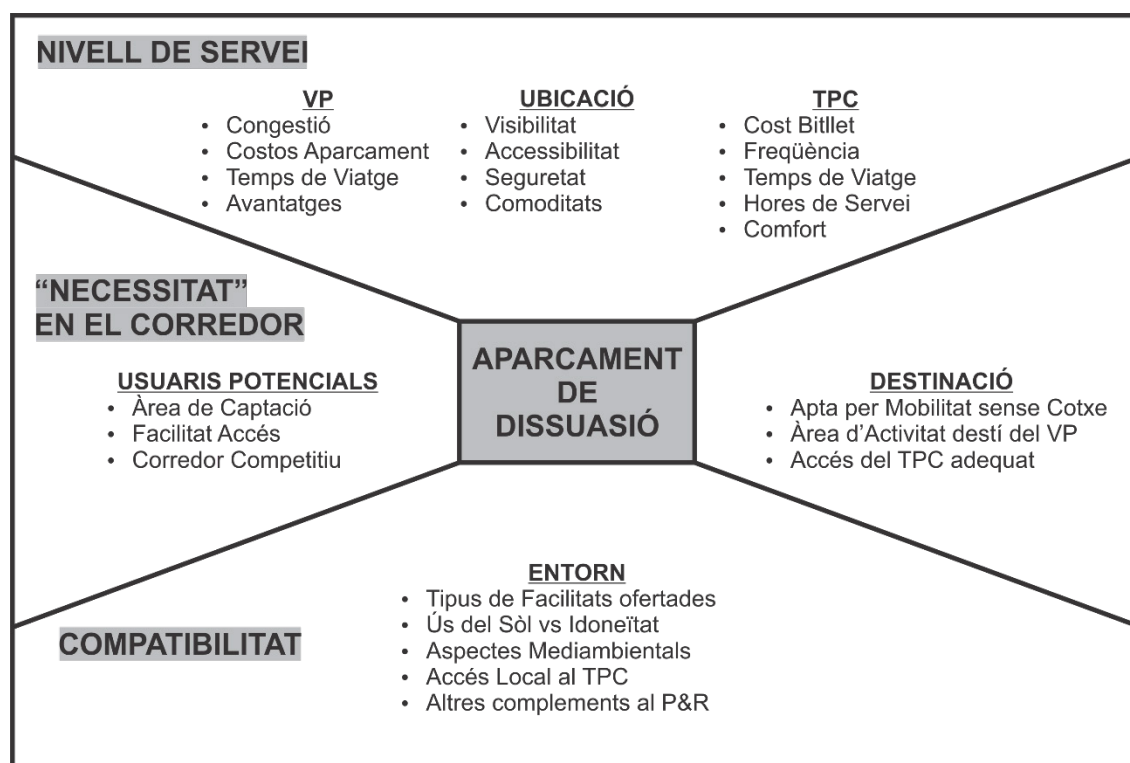 NIVELL DE SERVEI
VP
• Congestió
• Costos Aparcament
• Temps de Viatge
• Avantatges
UBICACIÓ
• Visibilitat
• Accessibilitat
• Seguretat
• Comoditats
TPC
• Cost Bitllet
• Freqüència
• Temps de Viatge
• Hores de Servei
• Comfort
“NECESSITAT”
EN EL CORREDOR
USUARIS POTENCIALS
• Àrea de Captació
• Facilitat Accés
• Corredor Competitiu
APARCAMENT
DE
DISSUASIÓ
DESTINACIÓ
• Apta per Mobilitat sense Cotxe
• Àrea d’Activitat destí del VP
• Accés del TPC adequat
COMPATIBILITAT
ENTORN
• Tipus de Facilitats ofertades
• Ús del Sòl vs Idoneïtat
• Aspectes Mediambientals
• Accés Local al TPC
• Altres complements al P&R